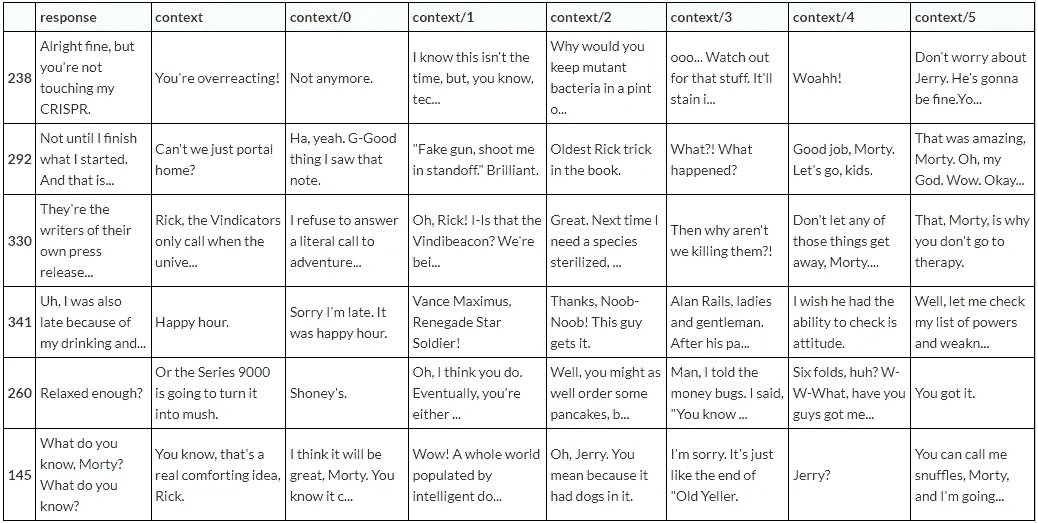 response context context/0 context/1 context/2 context/3 context/4 context/5
238
Alright fine, but
you're not
touching my
CRISPR.
You're overreacting!
Not anymore.
I know this isn't the
time, but, you know,
tec...
Why would you
keep mutant
bacteria in a pint
o...
ooo... Watch out
for that stuff. It'll
stain i...
Woahh!
Don't worry about
Jerry. He's gonna
be fine.Yo...
292
Not until I finish
what I started.
And that is...
Can't we just portal
home?
Ha, yeah. G-Good
thing I saw that
note.
"Fake gun, shoot me
in standoff." Brilliant.
Oldest Rick trick
in the book.
What?! What
happened?
Good job, Morty.
Let's go, kids.
That was amazing,
Morty. Oh, my
God. Wow. Okay...
330
They're the
writers of their
own press
release...
Rick, the Vindicators
only call when the
unive...
I refuse to answer
a literal call to
adventure...
Oh, Rick! I-Is that the
Vindibeacon? We're
bei...
Great. Next time I
need a species
sterilized, ...
Then why aren't
we killing them?!
Don't let any of
those things get
away, Morty....
That, Morty, is why
you don't go to
therapy.
341
Uh, I was also
late because of
my drinking and...
Happy hour.
Sorry I'm late. It
was happy hour.
Vance Maximus,
Renegade Star
Soldier!
Thanks, Noob-
Noob! This guy
gets it.
Alan Rails, ladies
and gentleman.
After his pa...
I wish he had the
ability to check is
attitude.
Well, let me check
my list of powers
and weakn...
260
Relaxed enough?
Or the Series 9000
is going to turn it
into mush.
Shoney's.
Oh, I think you do.
Eventually, you're
either ...
Well, you might as
well order some
pancakes, b...
Man, I told the
money bugs. I said,
"You know ...
Six folds, huh? W-
W-What, have you
guys got me...
You got it.
145
What do you
know, Morty?
What do you
know?
You know, that's a
real comforting idea,
Rick.
I think it will be
great, Morty. You
know it c...
Wow! A whole world
populated by
intelligent do...
Oh, Jerry. You
mean because it
had dogs in it.
I'm sorry. It's just
like the end of
"Old Yeller.
Jerry?
You can call me
snuffles, Morty,
and I'm going...